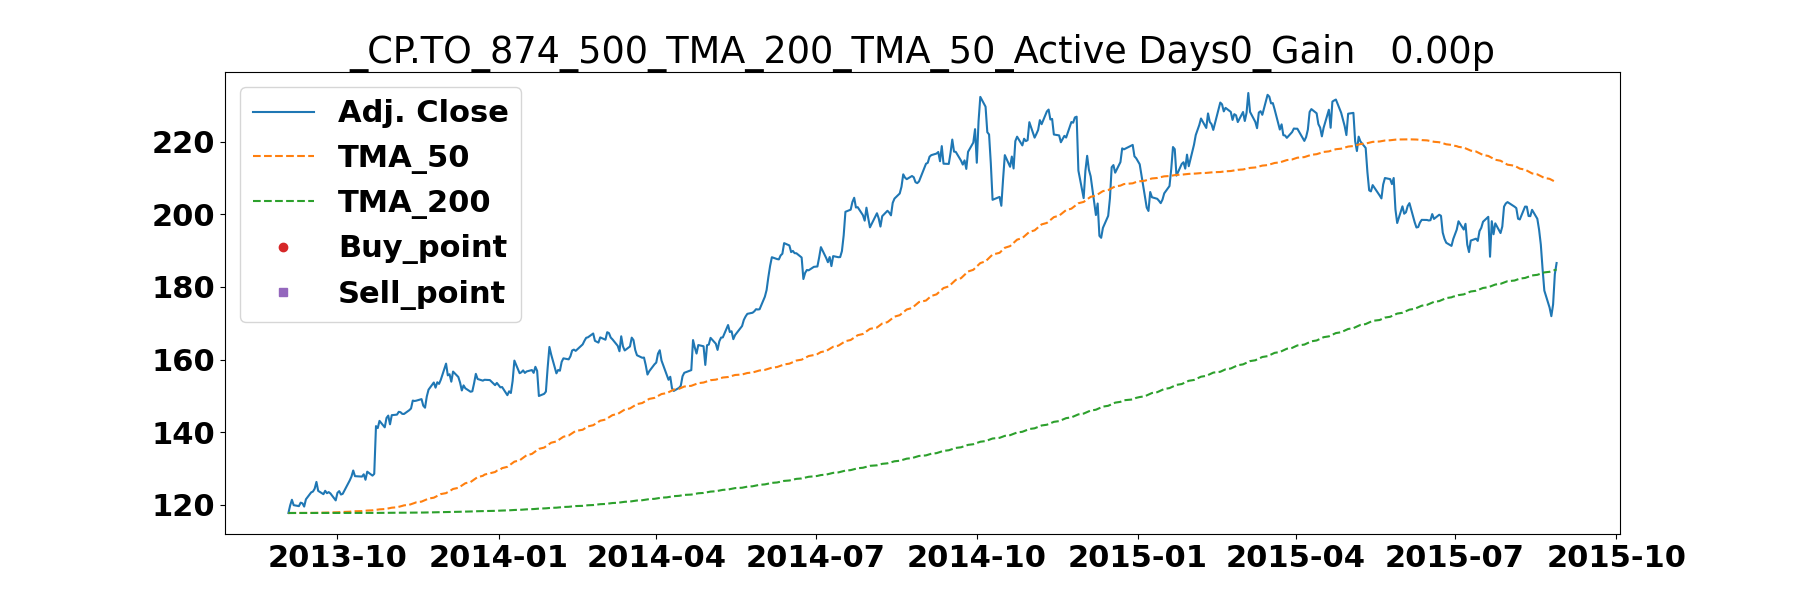 _CP.TO_874_500_TMA_200_TMA_50_Active Days0_Gain   0.00p
Adj. Close
TMA_50
TMA_200
Buy_point
Sell_point
220
200
180
160
140
120
2013-10 2014-01 2014-04 2014-07 2014-10 2015-01 2015-04 2015-07 2015-10